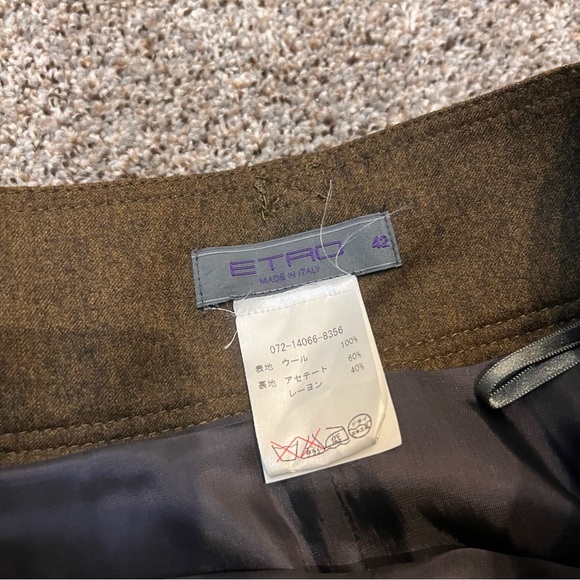 ETRO 42
MADE IN ITALY
072-14066-8356
表地 ウール 100%
裏地 アセテート 60%
レーヨン 40%